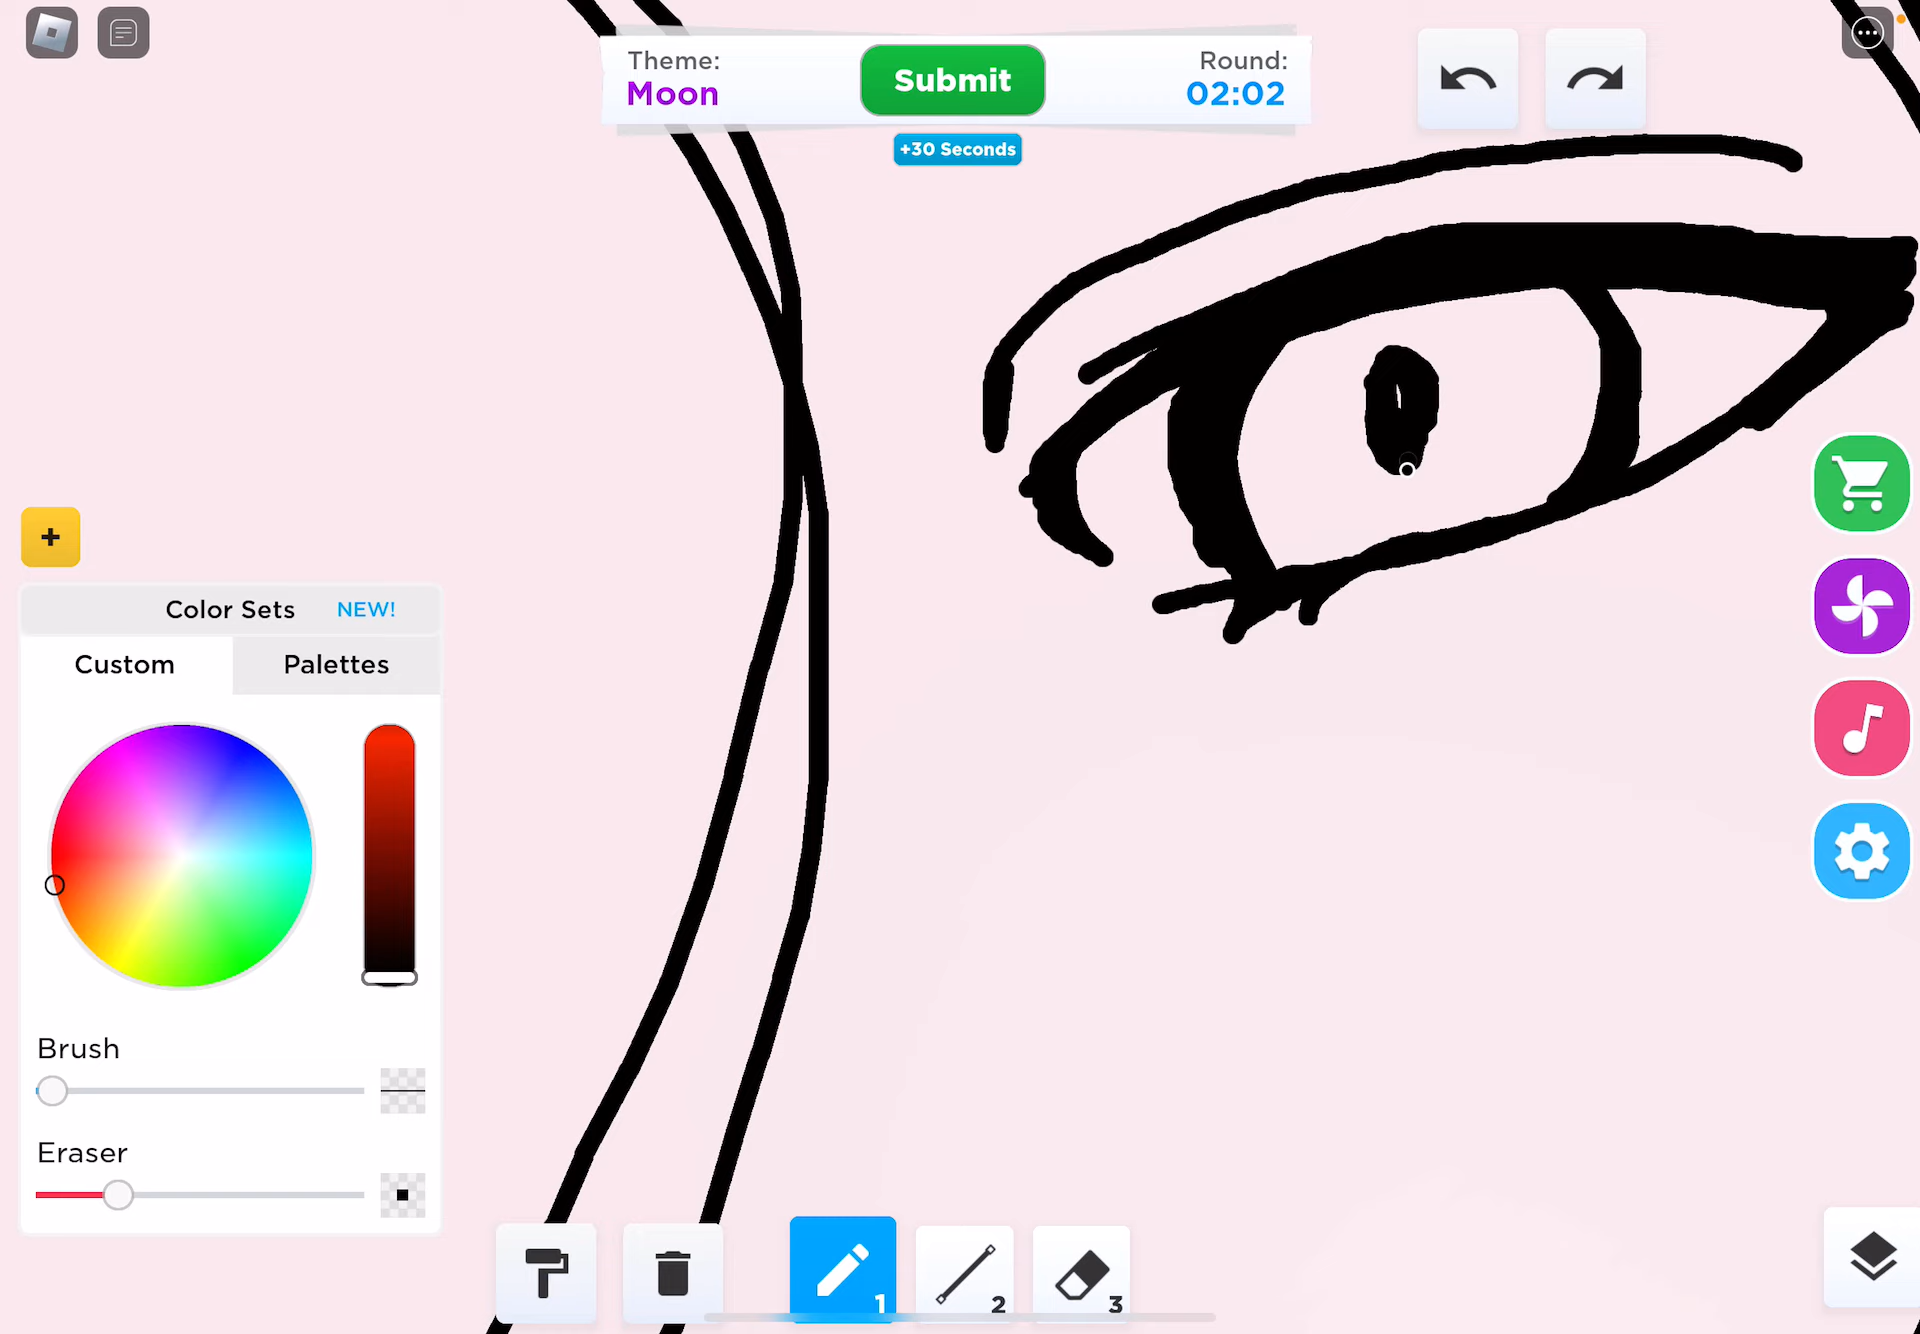 Theme:
Moon
Submit
Round:
02:02
+30 Seconds
+
Color Sets NEW!
Custom Palettes
Brush
Eraser
1 2 3